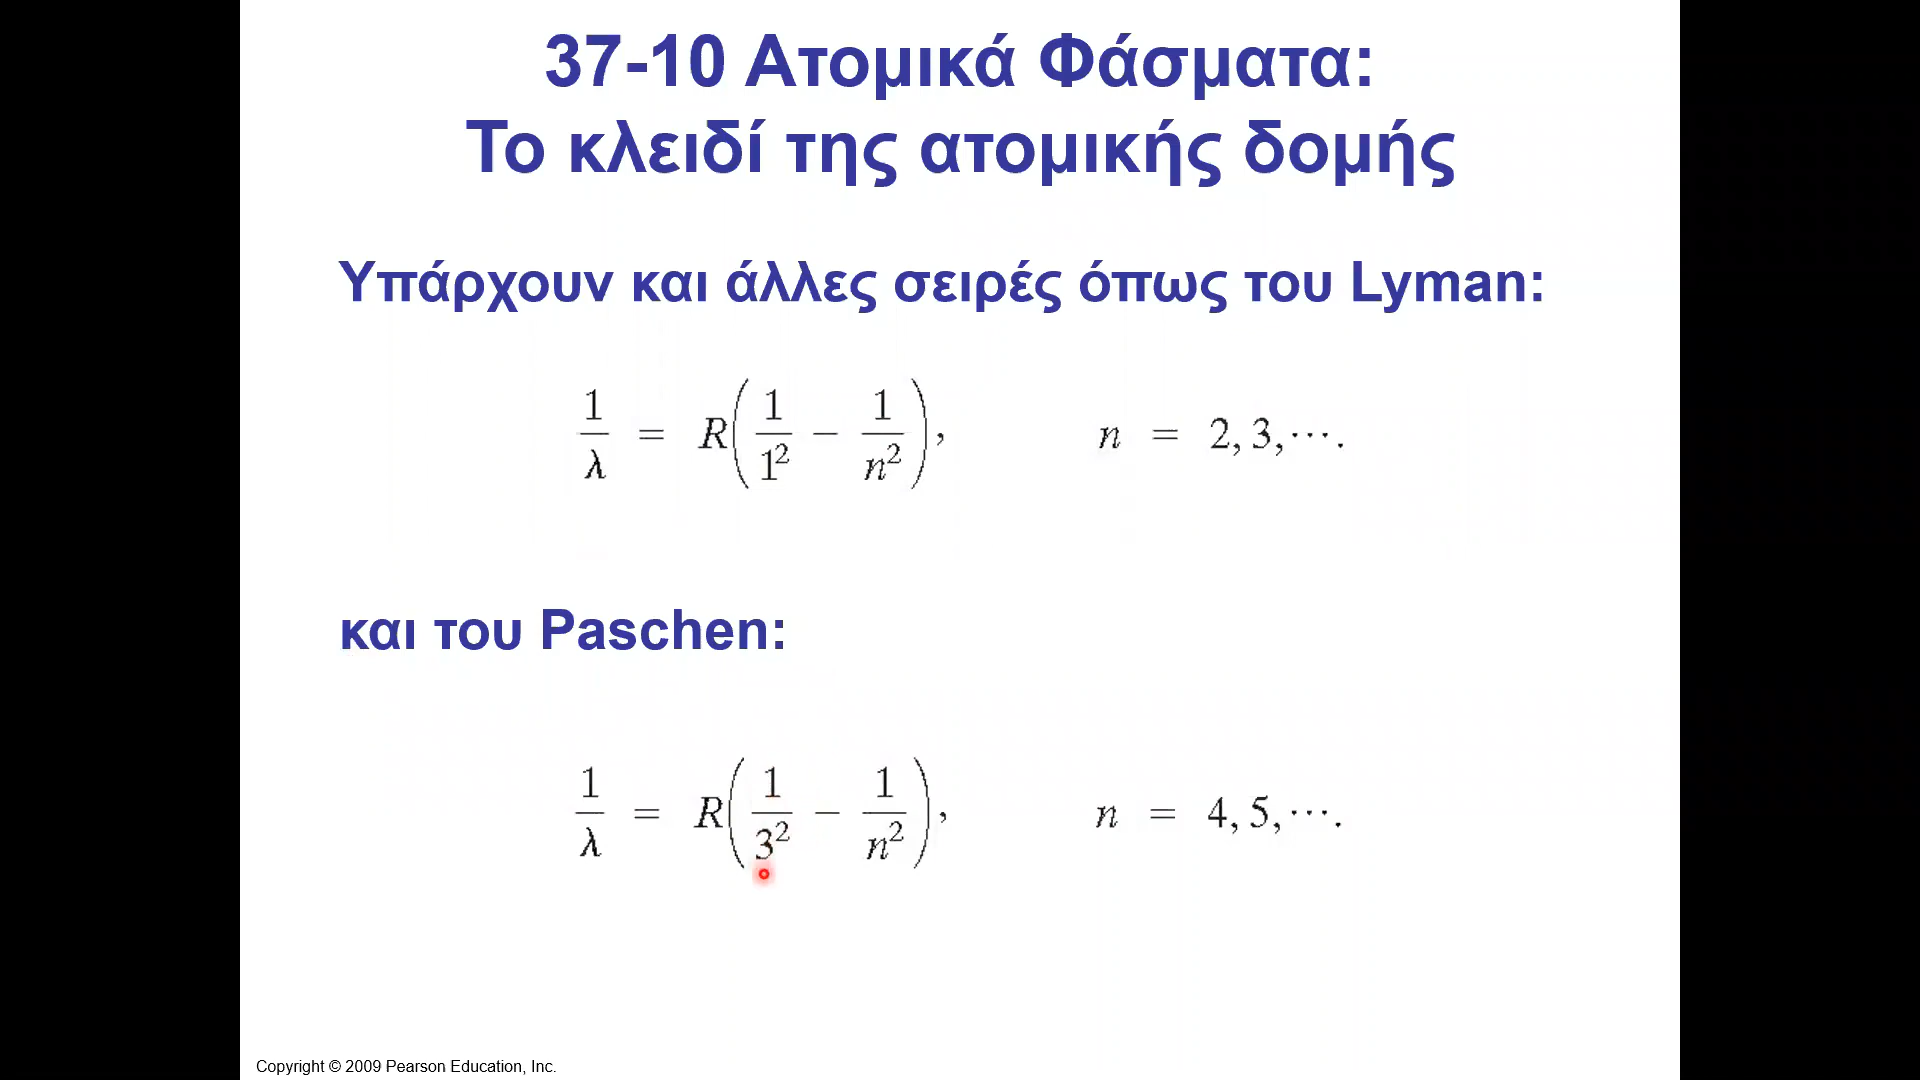 37-10 Ατομικά Φάσματα:
Το κλειδί της ατομικής δομής
Υπάρχουν και άλλες σειρές όπως του Lyman:
1/λ = R(1/1² − 1/n²), n = 2, 3, ⋯.
και του Paschen:
1/λ = R(1/3² − 1/n²), n = 4, 5, ⋯.
Copyright © 2009 Pearson Education, Inc.